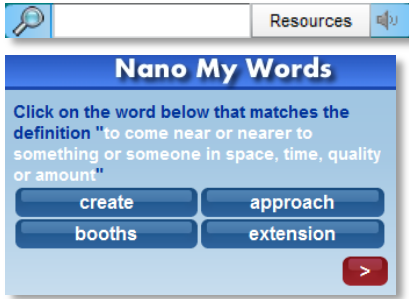 Resources
Nano My Words
Click on the word below that matches the
definition "to come near or nearer to
something or someone in space, time, quality
or amount"
create approach
booths extension
>